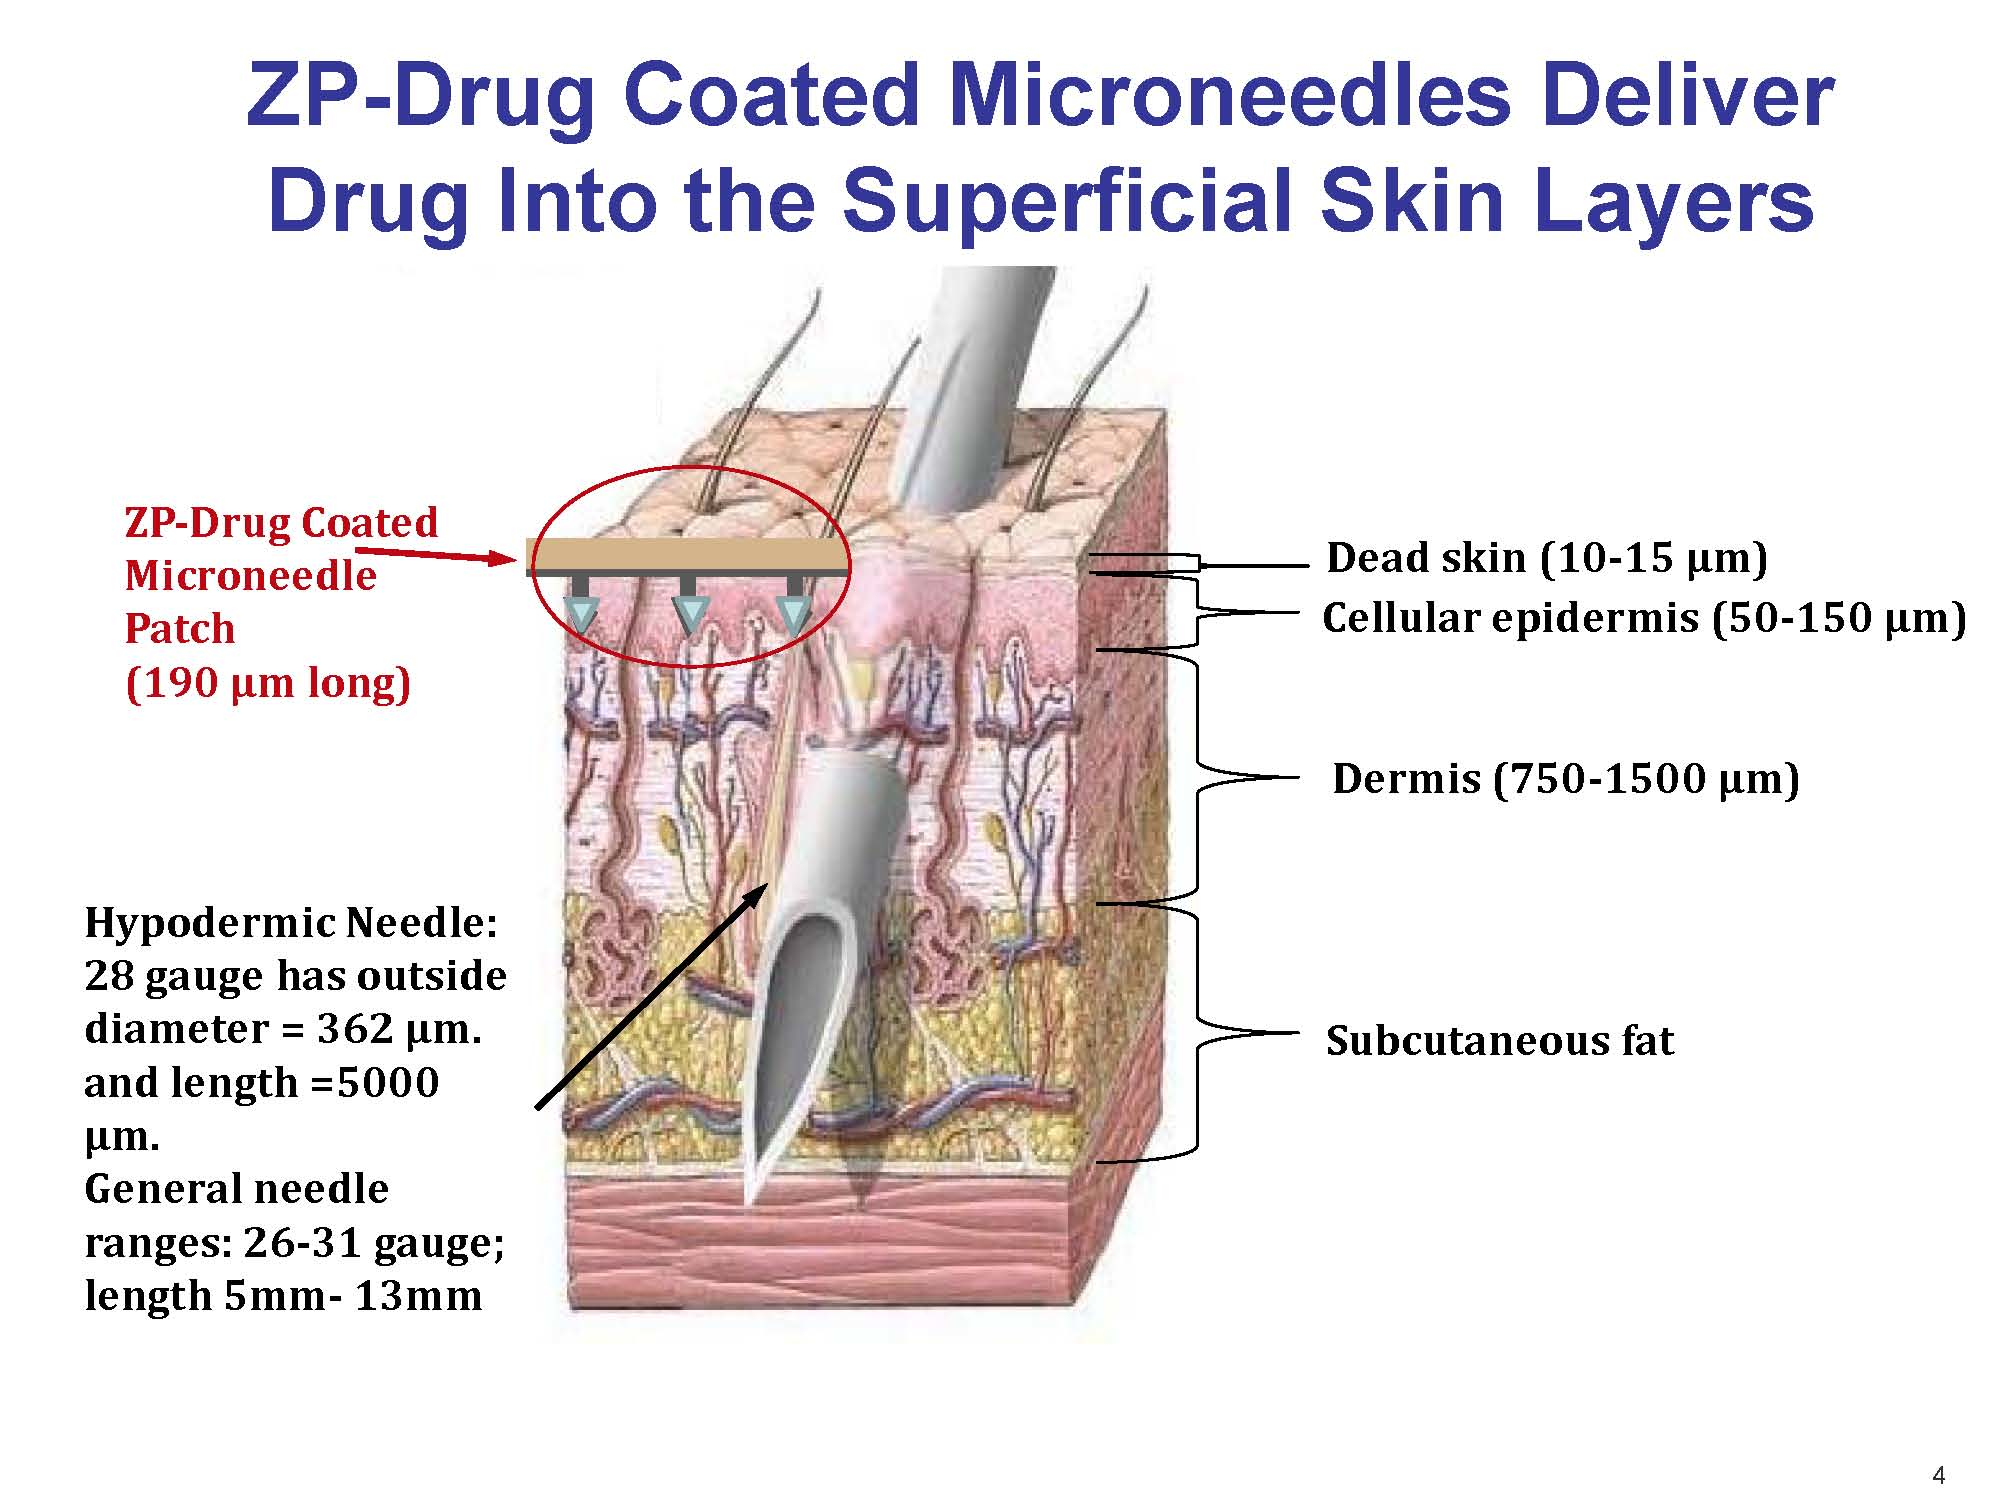 ZP-Drug Coated Microneedles Deliver
Drug Into the Superficial Skin Layers
ZP-Drug Coated
Microneedle
Patch
(190 μm long)
Dead skin (10-15 μm)
Cellular epidermis (50-150 μm)
Dermis (750-1500 μm)
Subcutaneous fat
Hypodermic Needle:
28 gauge has outside
diameter = 362 μm.
and length =5000
μm.
General needle
ranges: 26-31 gauge;
length 5mm- 13mm
4